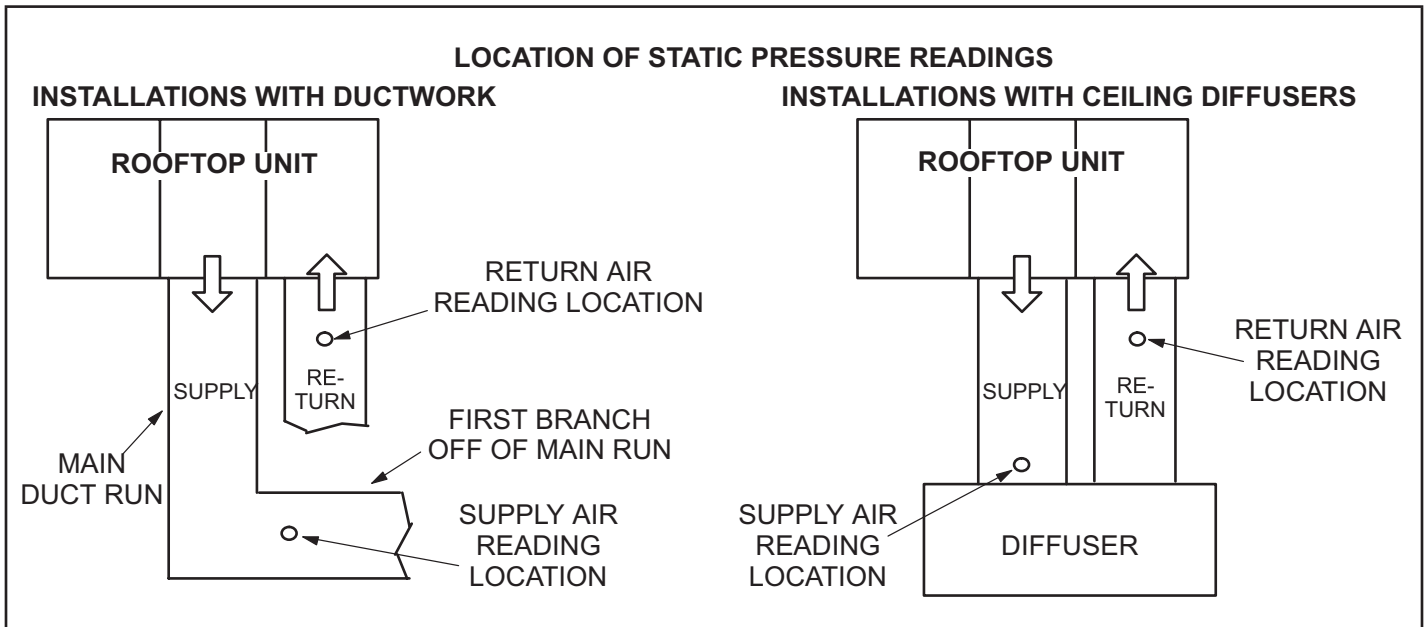 LOCATION OF STATIC PRESSURE READINGS
INSTALLATIONS WITH DUCTWORK
ROOFTOP UNIT
RETURN AIR
READING LOCATION
SUPPLY
RE-
TURN
FIRST BRANCH
OFF OF MAIN RUN
MAIN
DUCT RUN
SUPPLY AIR
READING
LOCATION
INSTALLATIONS WITH CEILING DIFFUSERS
ROOFTOP UNIT
RETURN AIR
READING
LOCATION
SUPPLY
RE-
TURN
SUPPLY AIR
READING
LOCATION
DIFFUSER